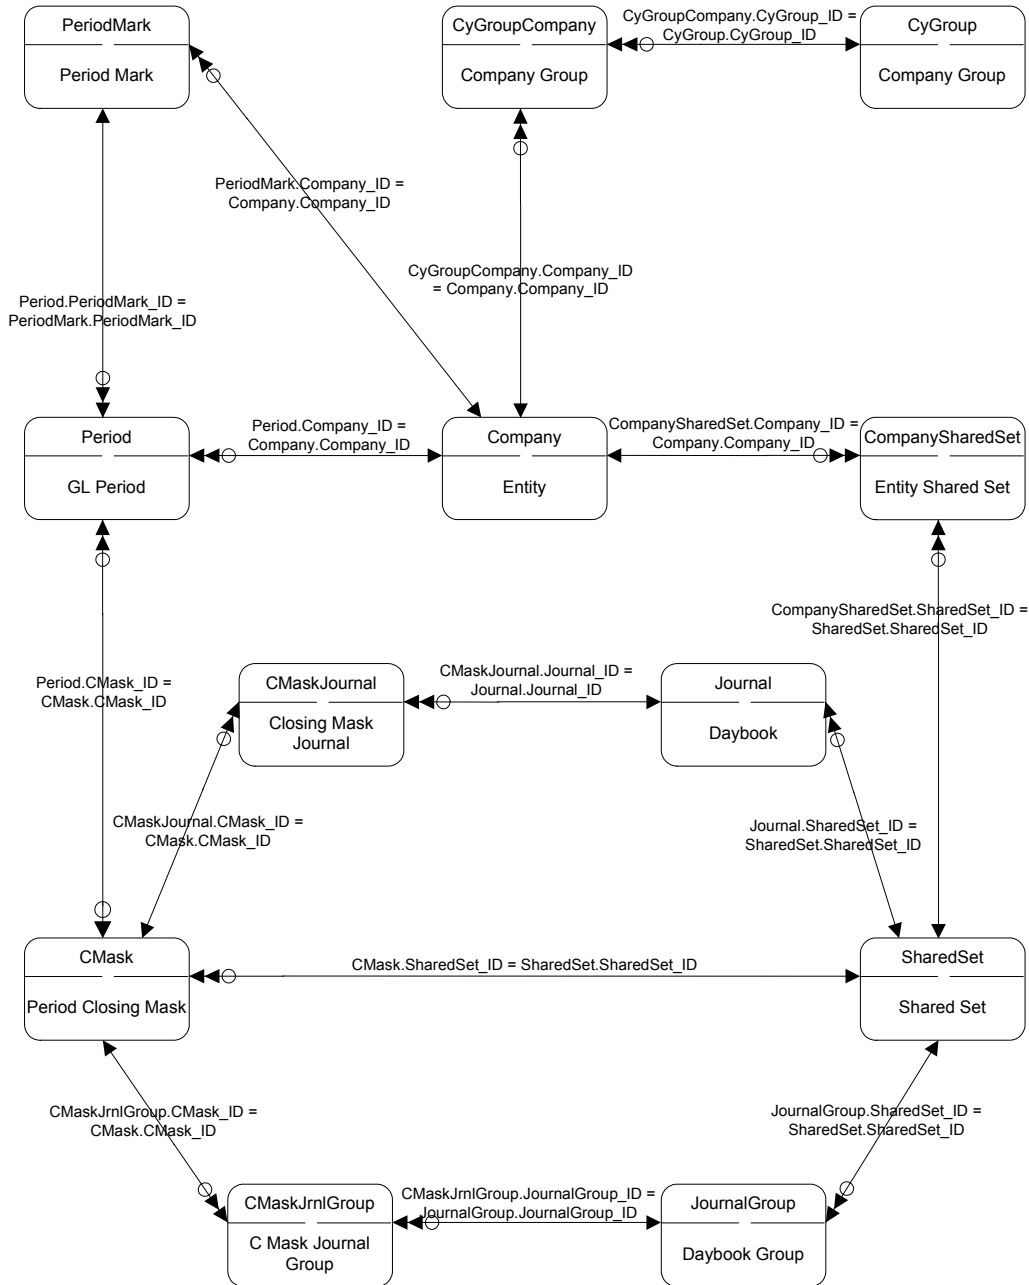 PeriodMark
Period Mark
CyGroupCompany
Company Group
CyGroupCompany.CyGroup_ID =
CyGroup.CyGroup_ID
CyGroup
Company Group
PeriodMark.Company_ID =
Company.Company_ID
CyGroupCompany.Company_ID
= Company.Company_ID
Period.PeriodMark_ID =
PeriodMark.PeriodMark_ID
Period
GL Period
Period.Company_ID =
Company.Company_ID
Company
Entity
CompanySharedSet.Company_ID =
Company.Company_ID
CompanySharedSet
Entity Shared Set
CompanySharedSet.SharedSet_ID =
SharedSet.SharedSet_ID
Period.CMask_ID =
CMask.CMask_ID
CMaskJournal
Closing Mask
Journal
CMaskJournal.Journal_ID =
Journal.Journal_ID
Journal
Daybook
CMaskJournal.CMask_ID =
CMask.CMask_ID
Journal.SharedSet_ID =
SharedSet.SharedSet_ID
CMask
Period Closing Mask
CMask.SharedSet_ID = SharedSet.SharedSet_ID
SharedSet
Shared Set
CMaskJrnlGroup.CMask_ID =
CMask.CMask_ID
JournalGroup.SharedSet_ID =
SharedSet.SharedSet_ID
CMaskJrnlGroup
C Mask Journal
Group
CMaskJrnlGroup.JournalGroup_ID =
JournalGroup.JournalGroup_ID
JournalGroup
Daybook Group